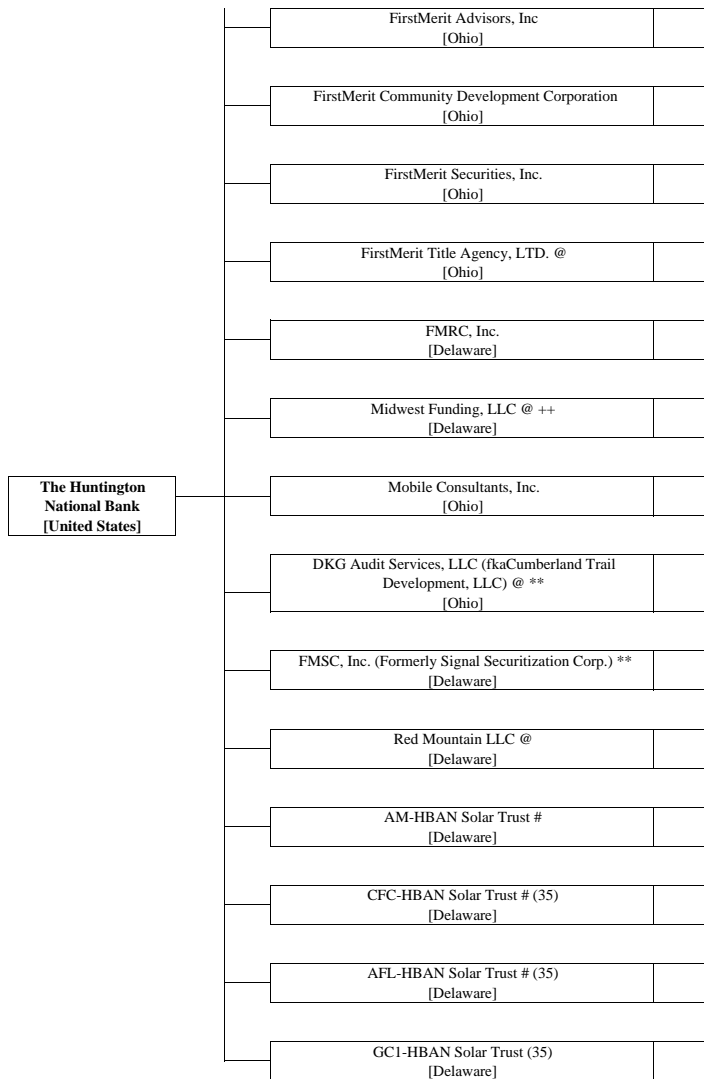 FirstMerit Advisors, Inc
[Ohio]
FirstMerit Community Development Corporation
[Ohio]
FirstMerit Securities, Inc.
[Ohio]
FirstMerit Title Agency, LTD. @
[Ohio]
FMRC, Inc.
[Delaware]
Midwest Funding, LLC @ ++
[Delaware]
The Huntington
National Bank
[United States]
Mobile Consultants, Inc.
[Ohio]
DKG Audit Services, LLC (fkaCumberland Trail
Development, LLC) @ **
[Ohio]
FMSC, Inc. (Formerly Signal Securitization Corp.) **
[Delaware]
Red Mountain LLC @
[Delaware]
AM-HBAN Solar Trust #
[Delaware]
CFC-HBAN Solar Trust # (35)
[Delaware]
AFL-HBAN Solar Trust # (35)
[Delaware]
GC1-HBAN Solar Trust (35)
[Delaware]